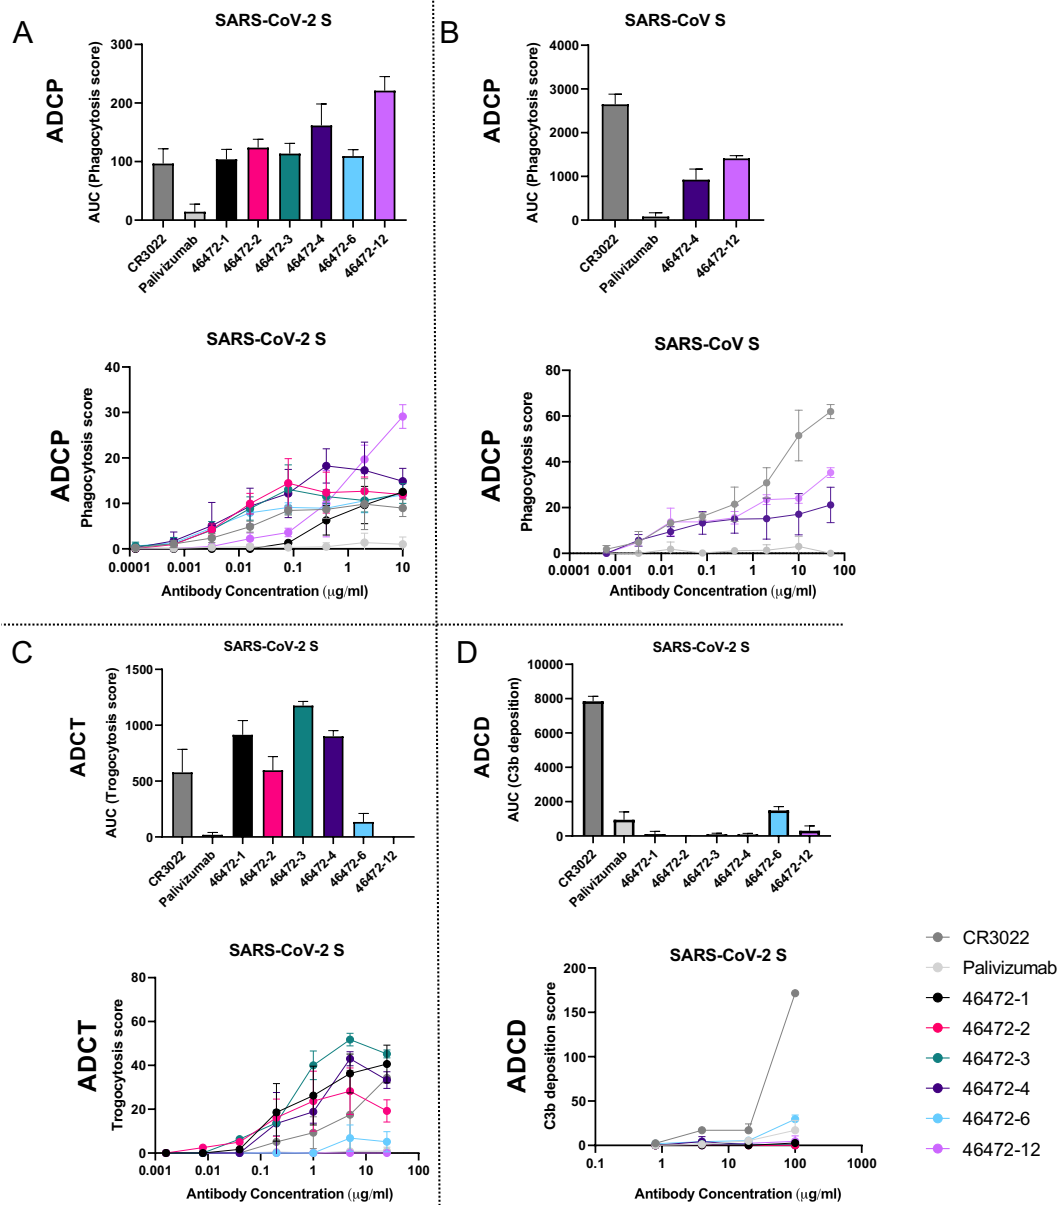 A
SARS-CoV-2 S
ADCP
AUC (Phagocytosis score)
300
200
100
0
CR3022
Palivizumab
46472-1
46472-2
46472-3
46472-4
46472-6
46472-12
SARS-CoV-2 S
ADCP
Phagocytosis score
40
30
20
10
0
0.0001 0.001 0.01 0.1 1 10
Antibody Concentration (μg/ml)
B
SARS-CoV S
ADCP
AUC (Phagocytosis score)
4000
3000
2000
1000
0
CR3022
Palivizumab
46472-4
46472-12
SARS-CoV S
ADCP
Phagocytosis score
80
60
40
20
0
0.0001 0.001 0.01 0.1 1 10 100
Antibody Concentration (μg/ml)
C
SARS-CoV-2 S
ADCT
AUC (Trogocytosis score)
1500
1000
500
0
CR3022
Palivizumab
46472-1
46472-2
46472-3
46472-4
46472-6
46472-12
SARS-CoV-2 S
ADCT
Trogocytosis score
80
60
40
20
0
0.001 0.01 0.1 1 10 100
Antibody Concentration (μg/ml)
D
SARS-CoV-2 S
ADCD
AUC (C3b deposition)
10000
8000
6000
4000
2000
0
CR3022
Palivizumab
46472-1
46472-2
46472-3
46472-4
46472-6
46472-12
SARS-CoV-2 S
ADCD
C3b deposition score
200
150
100
50
0
0.1 1 10 100 1000
Antibody Concentration (μg/ml)
CR3022
Palivizumab
46472-1
46472-2
46472-3
46472-4
46472-6
46472-12